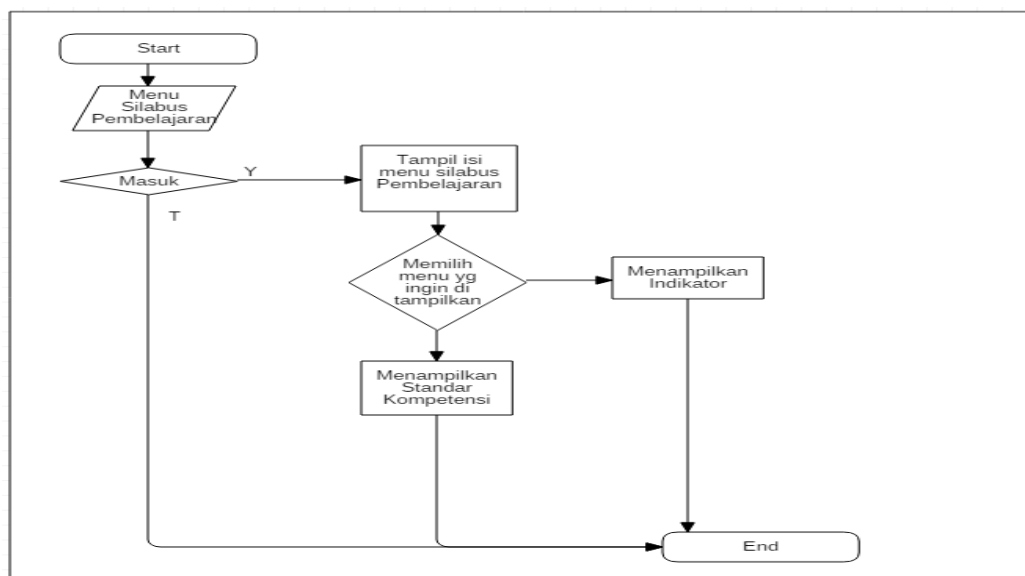 Start
Menu
Silabus
Pembelajaran
Masuk
Y
T
Tampil isi
menu silabus
Pembelajaran
Memilih
menu yg
ingin di
tampilkan
Menampilkan
Indikator
Menampilkan
Standar
Kompetensi
End